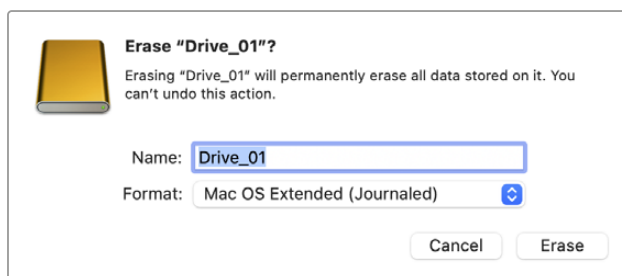 Erase “Drive_01”?
Erasing “Drive_01” will permanently erase all data stored on it. You
can’t undo this action.
Name: Drive_01
Format: Mac OS Extended (Journaled)
Cancel Erase